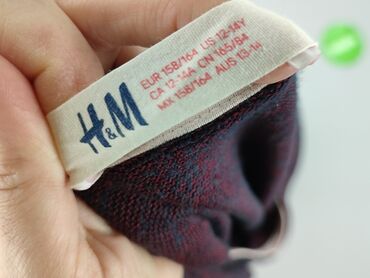 H&M
EUR 158/164 US 12-14Y
CA 12-14A CN 165/84
MX 158/164 AUS 13-14